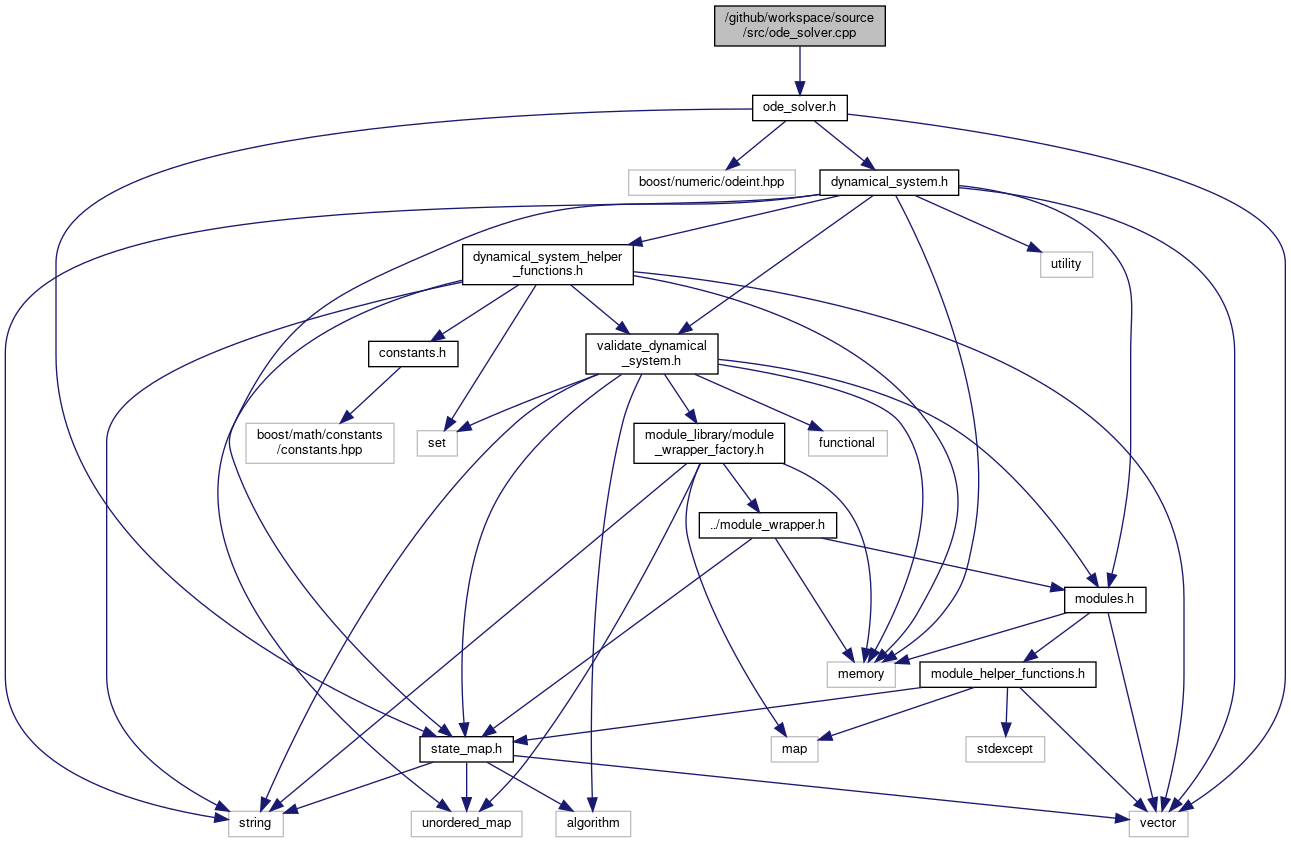 /github/workspace/source
/src/ode_solver.cpp
ode_solver.h
boost/numeric/odeint.hpp
dynamical_system.h
dynamical_system_helper
_functions.h
utility
constants.h
validate_dynamical
_system.h
boost/math/constants
/constants.hpp
set
module_library/module
_wrapper_factory.h
functional
../module_wrapper.h
modules.h
memory
module_helper_functions.h
state_map.h
map
stdexcept
string
unordered_map
algorithm
vector